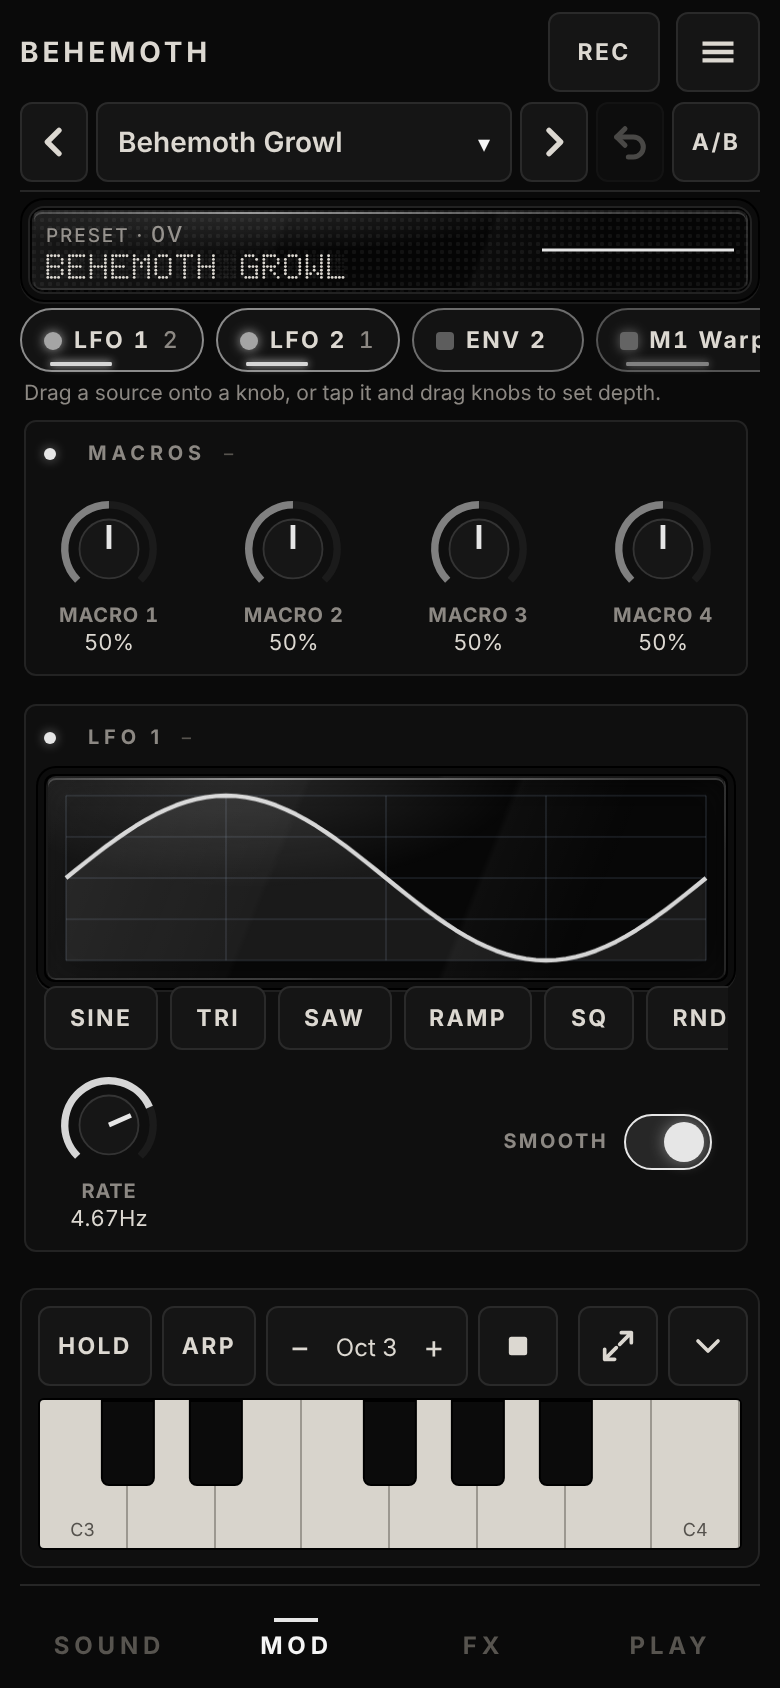 BEHEMOTH REC
Behemoth Growl ▾ A/B
PRESET · 0V
BEHEMOTH GROWL
LFO 1 2 LFO 2 1 ENV 2 M1 Warp
Drag a source onto a knob, or tap it and drag knobs to set depth.
MACROS –
MACRO 1 MACRO 2 MACRO 3 MACRO 4
50% 50% 50% 50%
LFO 1 –
SINE TRI SAW RAMP SQ RND
SMOOTH
RATE
4.67Hz
HOLD ARP − Oct 3 +
C3 C4
SOUND MOD FX PLAY